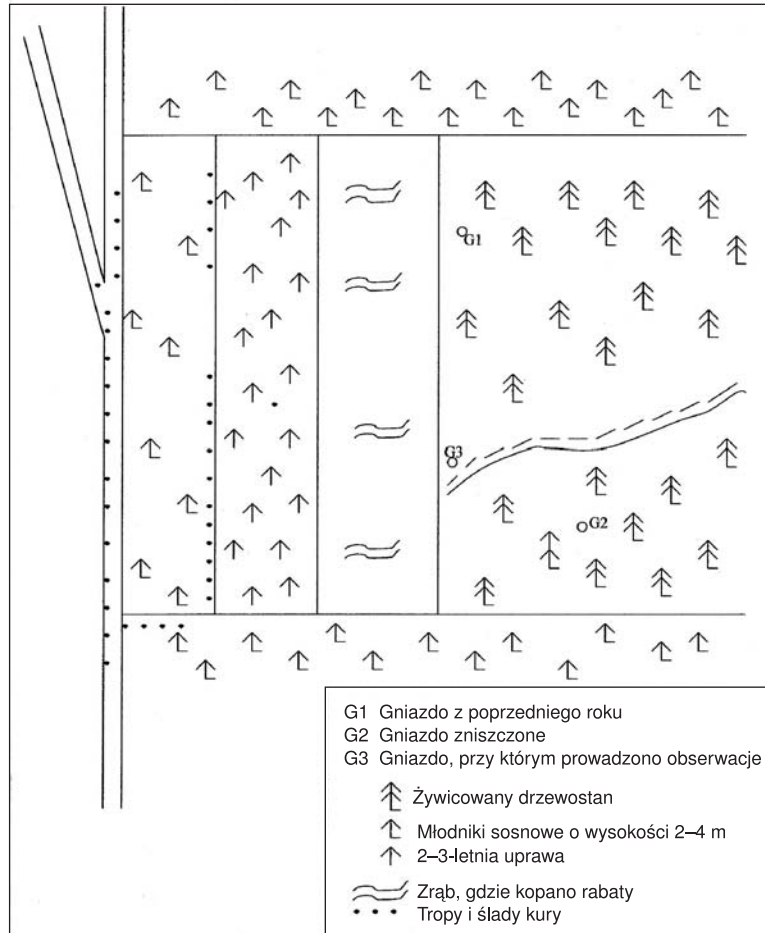 G1
G3
G2
G1 Gniazdo z poprzedniego roku
G2 Gniazdo zniszczone
G3 Gniazdo, przy którym prowadzono obserwacje
Żywicowany drzewostan
Młodniki sosnowe o wysokości 2–4 m
2–3-letnia uprawa
Zrąb, gdzie kopano rabaty
Tropy i ślady kury